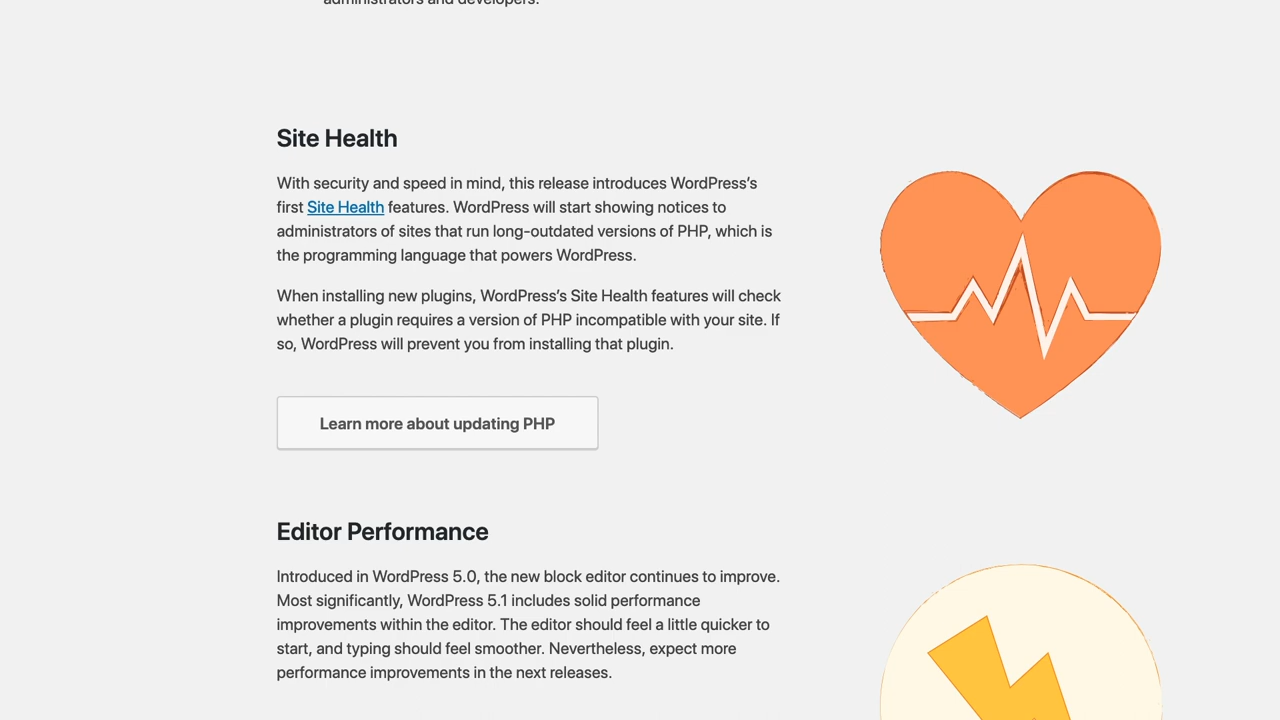 administrators and developers.
Site Health
With security and speed in mind, this release introduces WordPress’s
first Site Health features. WordPress will start showing notices to
administrators of sites that run long-outdated versions of PHP, which is
the programming language that powers WordPress.
When installing new plugins, WordPress’s Site Health features will check
whether a plugin requires a version of PHP incompatible with your site. If
so, WordPress will prevent you from installing that plugin.
Learn more about updating PHP
Editor Performance
Introduced in WordPress 5.0, the new block editor continues to improve.
Most significantly, WordPress 5.1 includes solid performance
improvements within the editor. The editor should feel a little quicker to
start, and typing should feel smoother. Nevertheless, expect more
performance improvements in the next releases.